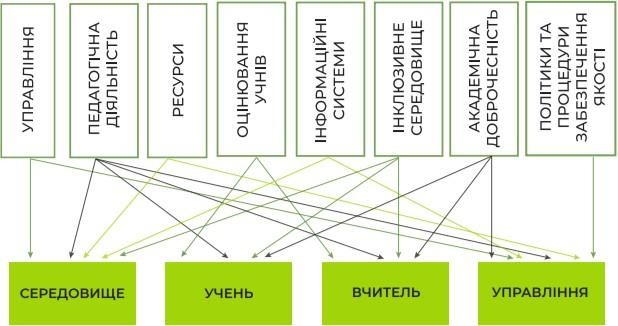 УПРАВЛІННЯ
ПЕДАГОГІЧНА
ДІЯЛЬНІСТЬ
РЕСУРСИ
ОЦІНЮВАННЯ
УЧНІВ
ІНФОРМАЦІЙНІ
СИСТЕМИ
ІНКЛЮЗИВНЕ
СЕРЕДОВИЩЕ
АКАДЕМІЧНА
ДОБРОЧЕСНІСТЬ
ПОЛІТИКИ ТА
ПРОЦЕДУРИ
ЗАБЕЗПЕЧЕННЯ
ЯКОСТІ
СЕРЕДОВИЩЕ
УЧЕНЬ
ВЧИТЕЛЬ
УПРАВЛІННЯ